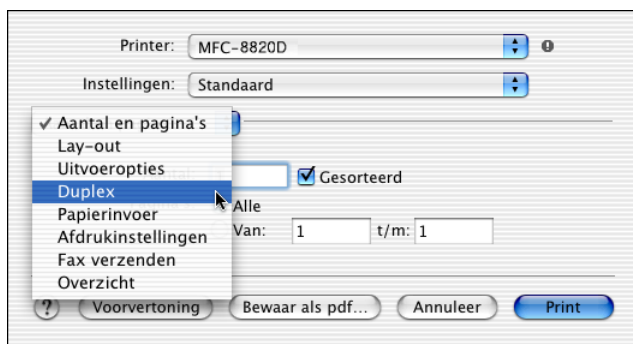 Printer: MFC-8820D
Instellingen: Standaard
✓ Aantal en pagina's
Lay-out
Uitvoeropties
Duplex
Papierinvoer
Afdrukinstellingen
Fax verzenden
Overzicht
Gesorteerd
Alle
Van: 1 t/m: 1
? Voorvertoning Bewaar als pdf... Annuleer Print